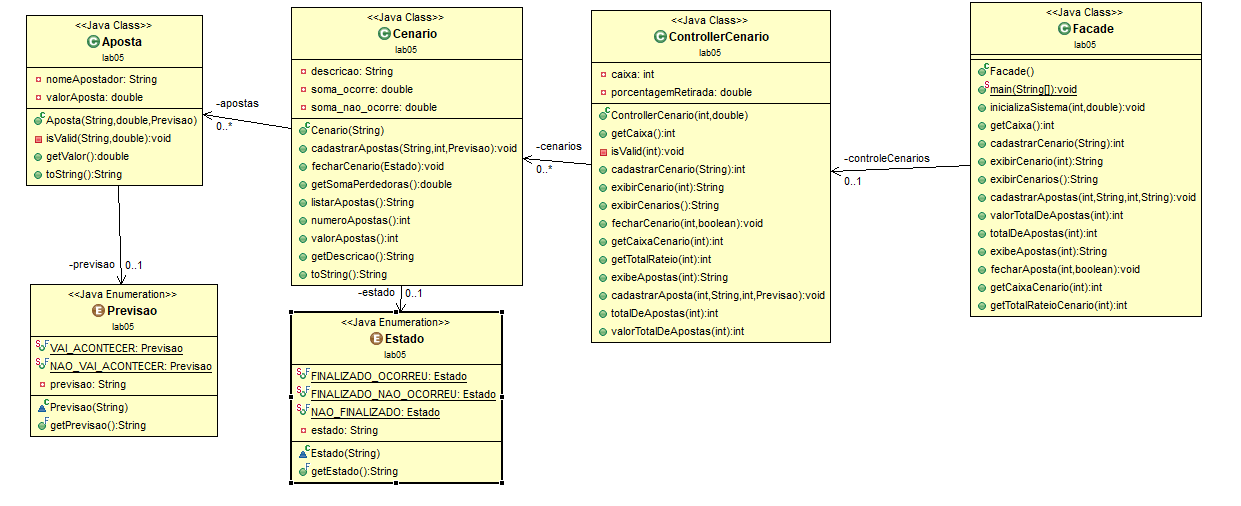 <<Java Class>>
Aposta
lab05
nomeApostador: String
valorAposta: double
Aposta(String,double,Previsao)
isValid(String,double):void
getValor():double
toString():String
-apostas
0..*
<<Java Class>>
Cenario
lab05
descricao: String
soma_ocorre: double
soma_nao_ocorre: double
Cenario(String)
cadastrarApostas(String,int,Previsao):void
fecharCenario(Estado):void
getSomaPerdedoras():double
listarApostas():String
numeroApostas():int
valorApostas():int
getDescricao():String
toString():String
-cenarios
0..*
<<Java Class>>
ControllerCenario
lab05
caixa: int
porcentagemRetirada: double
ControllerCenario(int,double)
getCaixa():int
isValid(int):void
cadastrarCenario(String):int
exibirCenario(int):String
exibirCenarios():String
fecharCenario(int,boolean):void
getCaixaCenario(int):int
getTotalRateio(int):int
exibeApostas(int):String
cadastrarAposta(int,String,int,Previsao):void
totalDeApostas(int):int
valorTotalDeApostas(int):int
-controleCenarios
0..1
<<Java Class>>
Facade
lab05
Facade()
main(String[]):void
inicializaSistema(int,double):void
getCaixa():int
cadastrarCenario(String):int
exibirCenario(int):String
exibirCenarios():String
cadastrarApostas(int,String,int,String):void
valorTotalDeApostas(int):int
totalDeApostas(int):int
exibeApostas(int):String
fecharAposta(int,boolean):void
getCaixaCenario(int):int
getTotalRateioCenario(int):int
-previsao
0..1
<<Java Enumeration>>
Previsao
lab05
VAI_ACONTECER: Previsao
NAO_VAI_ACONTECER: Previsao
previsao: String
Previsao(String)
getPrevisao():String
-estado
0..1
<<Java Enumeration>>
Estado
lab05
FINALIZADO_OCORREU: Estado
FINALIZADO_NAO_OCORREU: Estado
NAO_FINALIZADO: Estado
estado: String
Estado(String)
getEstado():String